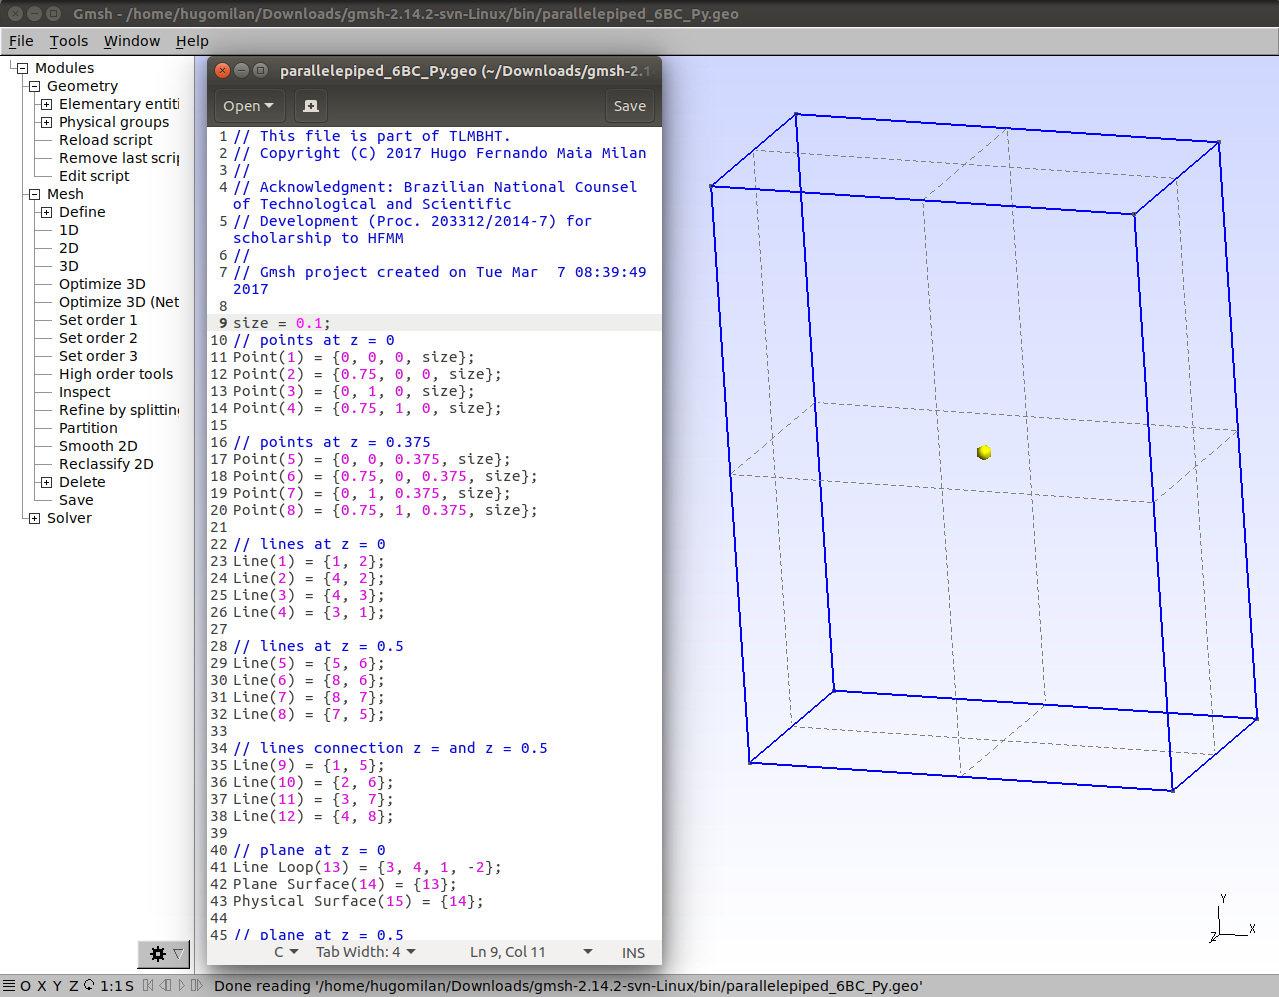 Gmsh - /home/hugomilan/Downloads/gmsh-2.14.2-svn-Linux/bin/parallelepiped_6BC_Py.geo
File Tools Window Help
Modules
Geometry
Elementary entiti
Physical groups
Reload script
Remove last scrip
Edit script
Mesh
Define
1D
2D
3D
Optimize 3D
Optimize 3D (Net
Set order 1
Set order 2
Set order 3
High order tools
Inspect
Refine by splitting
Partition
Smooth 2D
Reclassify 2D
Delete
Save
Solver
parallelepiped_6BC_Py.geo (~/Downloads/gmsh-2.14
Open Save
1 // This file is part of TLMBHT.
2 // Copyright (C) 2017 Hugo Fernando Maia Milan
3 //
4 // Acknowledgment: Brazilian National Counsel
of Technological and Scientific
5 // Development (Proc. 203312/2014-7) for
scholarship to HFMM
6 //
7 // Gmsh project created on Tue Mar  7 08:39:49
2017
8
9 size = 0.1;
10 // points at z = 0
11 Point(1) = {0, 0, 0, size};
12 Point(2) = {0.75, 0, 0, size};
13 Point(3) = {0, 1, 0, size};
14 Point(4) = {0.75, 1, 0, size};
15
16 // points at z = 0.375
17 Point(5) = {0, 0, 0.375, size};
18 Point(6) = {0.75, 0, 0.375, size};
19 Point(7) = {0, 1, 0.375, size};
20 Point(8) = {0.75, 1, 0.375, size};
21
22 // lines at z = 0
23 Line(1) = {1, 2};
24 Line(2) = {4, 2};
25 Line(3) = {4, 3};
26 Line(4) = {3, 1};
27
28 // lines at z = 0.5
29 Line(5) = {5, 6};
30 Line(6) = {8, 6};
31 Line(7) = {8, 7};
32 Line(8) = {7, 5};
33
34 // lines connection z = and z = 0.5
35 Line(9) = {1, 5};
36 Line(10) = {2, 6};
37 Line(11) = {3, 7};
38 Line(12) = {4, 8};
39
40 // plane at z = 0
41 Line Loop(13) = {3, 4, 1, -2};
42 Plane Surface(14) = {13};
43 Physical Surface(15) = {14};
44
45 // plane at z = 0.5
C Tab Width: 4 Ln 9, Col 11 INS
Y
X
Z
O X Y Z 1:1 S Done reading '/home/hugomilan/Downloads/gmsh-2.14.2-svn-Linux/bin/parallelepiped_6BC_Py.geo'